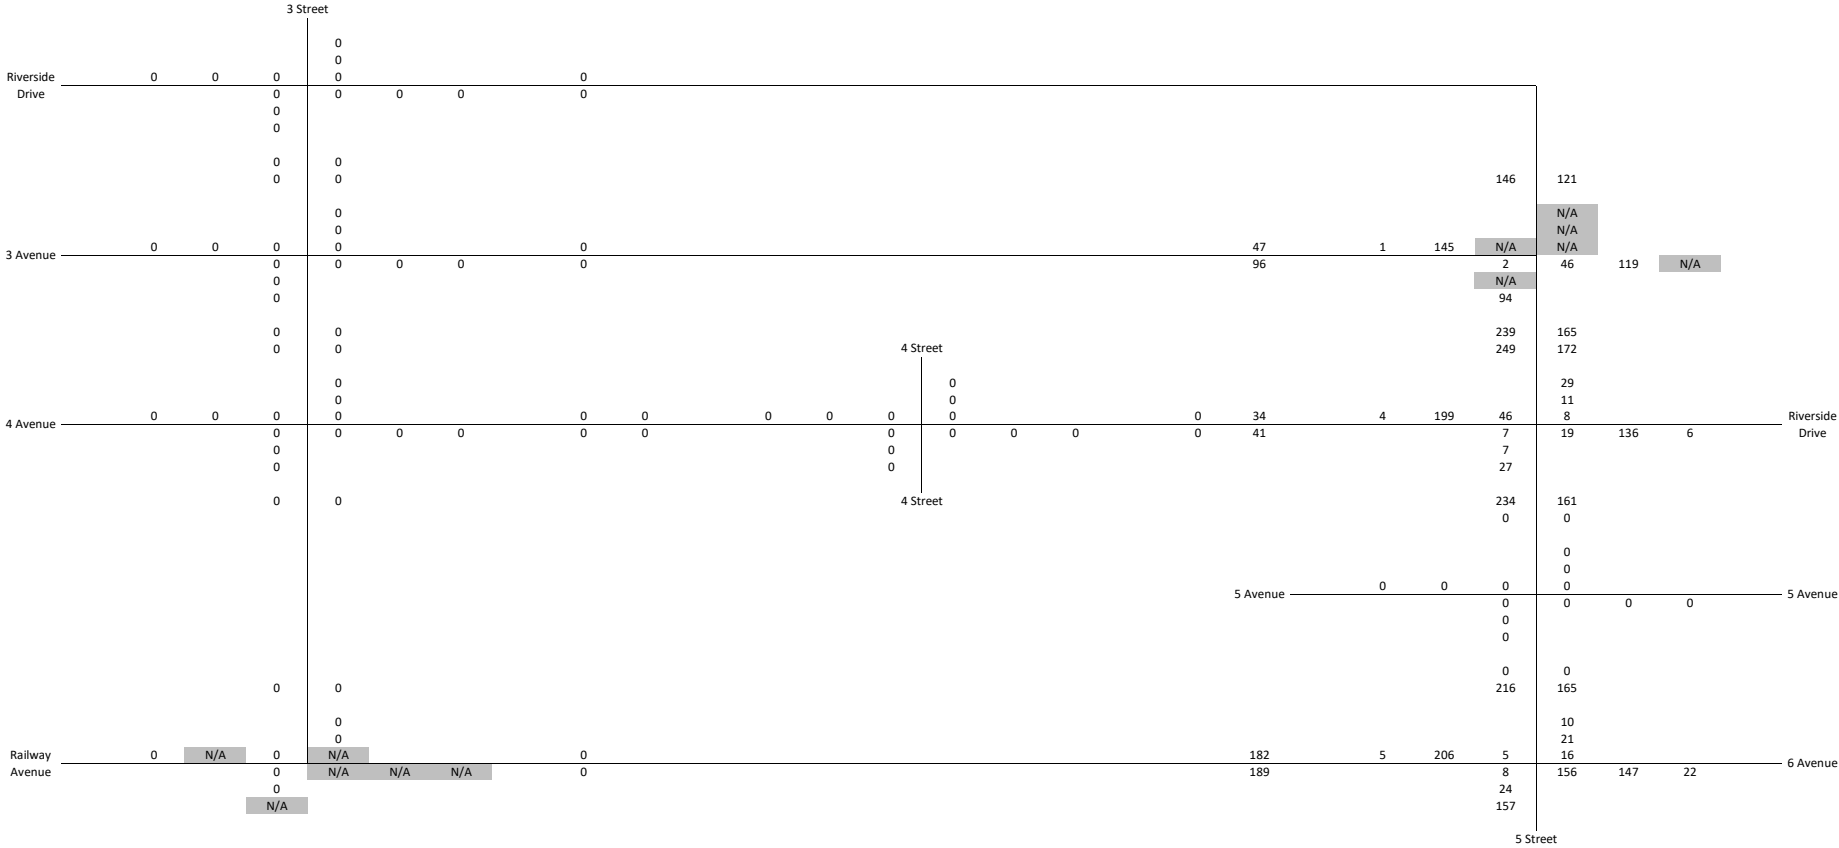 3 Street
0
0
Riverside 0 0 0 0 0
Drive 0 0 0 0 0
0
0
0 0
0 0 146 121
0 N/A
0 N/A
3 Avenue 0 0 0 0 0 47 1 145 N/A N/A
0 0 0 0 0 96 2 46 119 N/A
0 N/A
0 94
0 0 239 165
0 0 4 Street 249 172
0 0 29
0 0 11
4 Avenue 0 0 0 0 0 0 0 0 0 0 0 34 4 199 46 8 Riverside
0 0 0 0 0 0 0 0 0 0 0 41 7 19 136 6 Drive
0 0 7
0 0 27
0 0 4 Street 234 161
0 0
0
0
5 Avenue 0 0 0 0 5 Avenue
0 0 0 0
0
0
0 0
0 0 216 165
0 10
0 21
Railway 0 N/A 0 N/A 0 182 5 206 5 16 6 Avenue
Avenue 0 N/A N/A N/A 0 189 8 156 147 22
0 24
N/A 157
5 Street